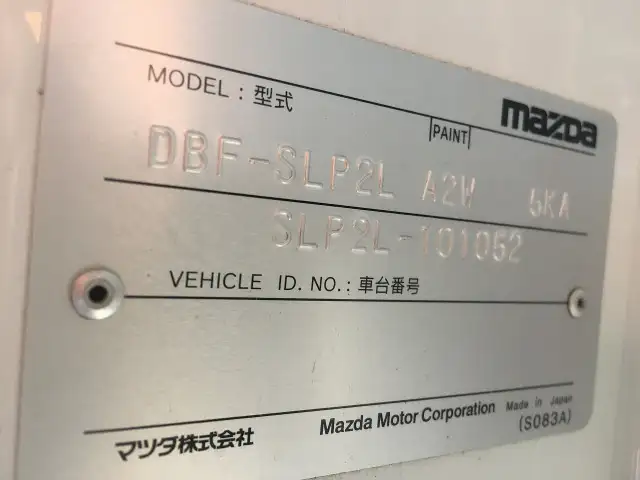 mazda
MODEL : 型式
PAINT
DBF-SLP2L A2W 5KA
SLP2L-101052
VEHICLE ID. NO. : 車台番号
マツダ株式会社 Mazda Motor Corporation Made in Japan
(S083A)